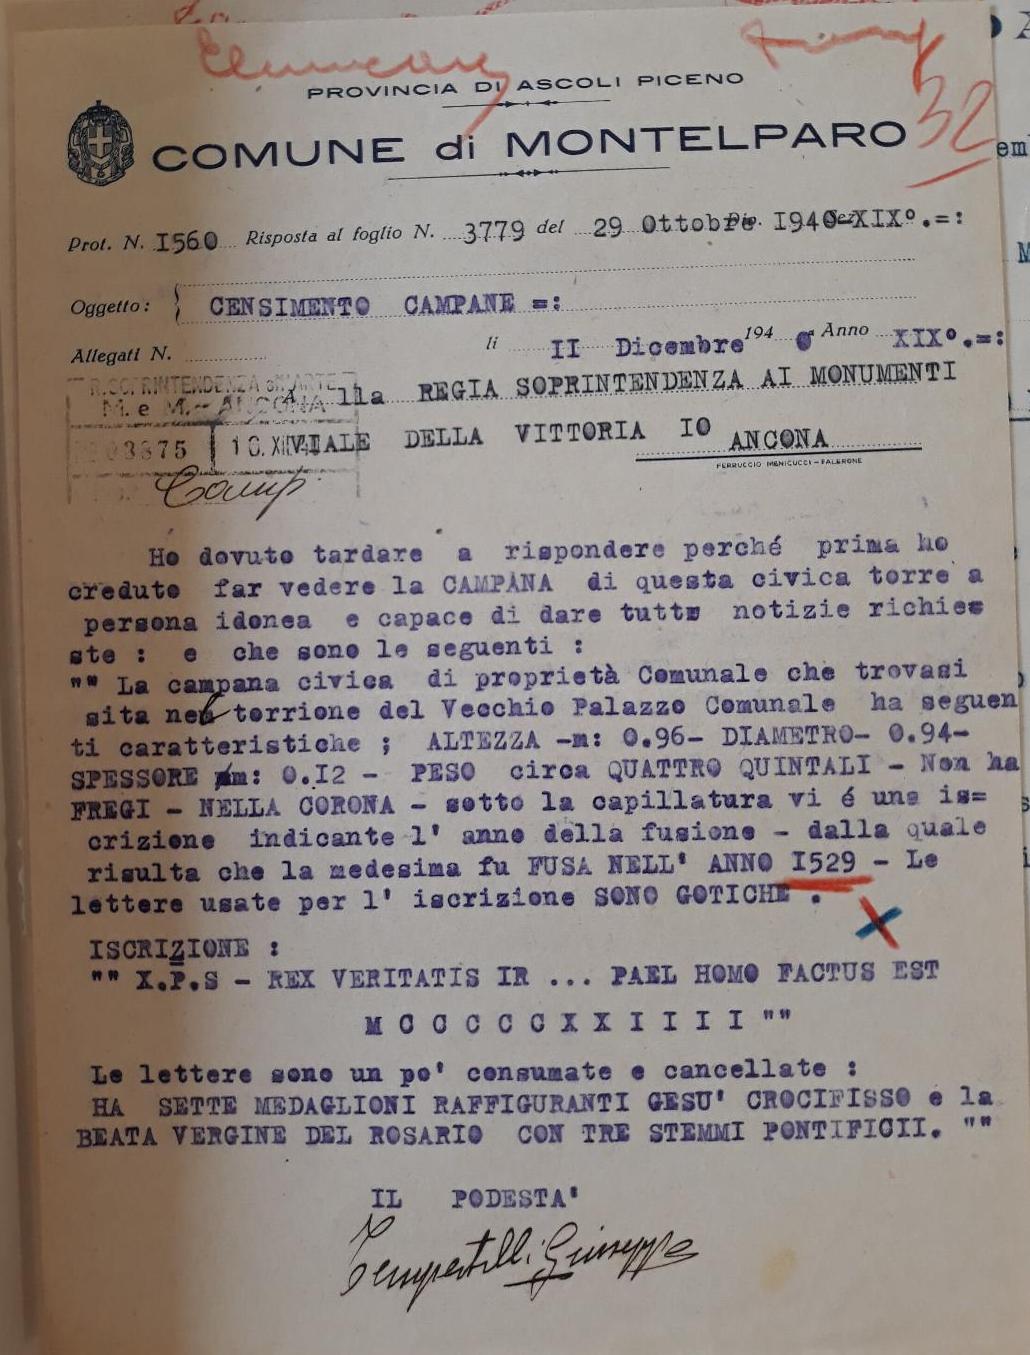 PROVINCIA DI ASCOLI PICENO
COMUNE di MONTELPARO
32
Prot. N. I560 Risposta al foglio N. 3779 del 29 Ottobre 1940-XIXº.=:
Oggetto: CENSIMENTO CAMPANE =:
Allegati N.
li II Dicembre 1940 Anno XIXº.=:
R. SOPRINTENDENZA
M. e M. - ANCONA
Alla REGIA SOPRINTENDENZA AI MONUMENTI
03875
VIALE DELLA VITTORIA IO ANCONA
FERRUCCIO MENICUCCI - FALERONE
Camp
Ho dovuto tardare a rispondere perché prima ho
creduto far vedere la CAMPANA di questa civica torre a
persona idonea e capace di dare tutte notizie richie=
ste : e che sono le seguenti :
"" La campana civica di proprietà Comunale che trovasi
sita nel torrione del Vecchio Palazzo Comunale ha seguen
ti caratteristiche ; ALTEZZA -m: 0.96- DIAMETRO- 0.94-
SPESSORE m: 0.I2 - PESO circa QUATTRO QUINTALI - Non ha
FREGI - NELLA CORONA - sotto la capillatura vi é una is=
crizione indicante l' anno della fusione - dalla quale
risulta che la medesima fu FUSA NELL' ANNO I529 - Le
lettere usate per l' iscrizione SONO GOTICHE .
ISCRIZIONE :
"" X.P.S - REX VERITATIS IR ... PAEL HOMO FACTUS EST
M C C C C C X X I I I I I ""
Le lettere sono un po' consumate e cancellate :
HA SETTE MEDAGLIONI RAFFIGURANTI GESU' CROCIFISSO e la
BEATA VERGINE DEL ROSARIO CON TRE STEMMI PONTIFICII. ""
IL PODESTA'
Giuseppe